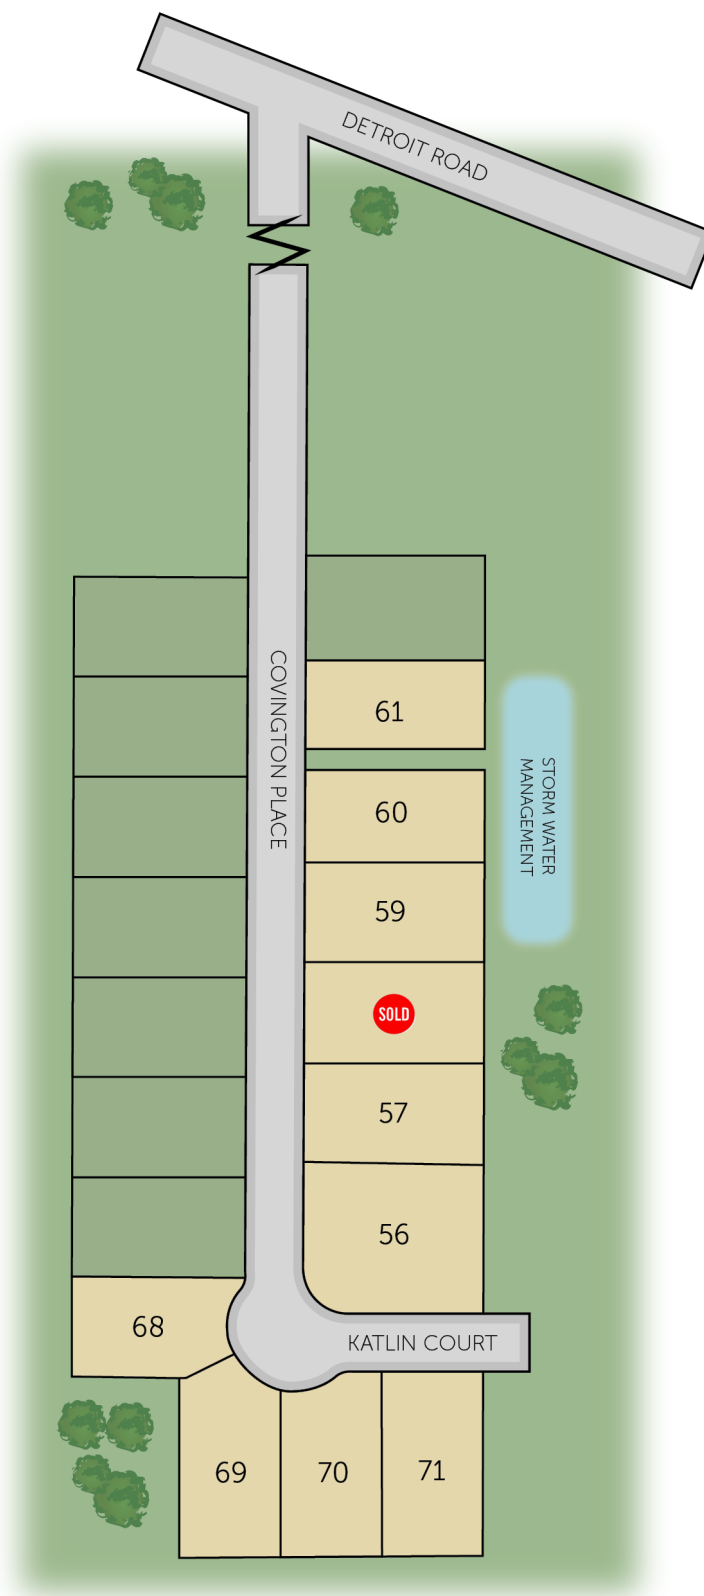 DETROIT ROAD
COVINGTON PLACE
61
STORM WATER
MANAGEMENT
60
59
SOLD
57
56
68
KATLIN COURT
69
70
71